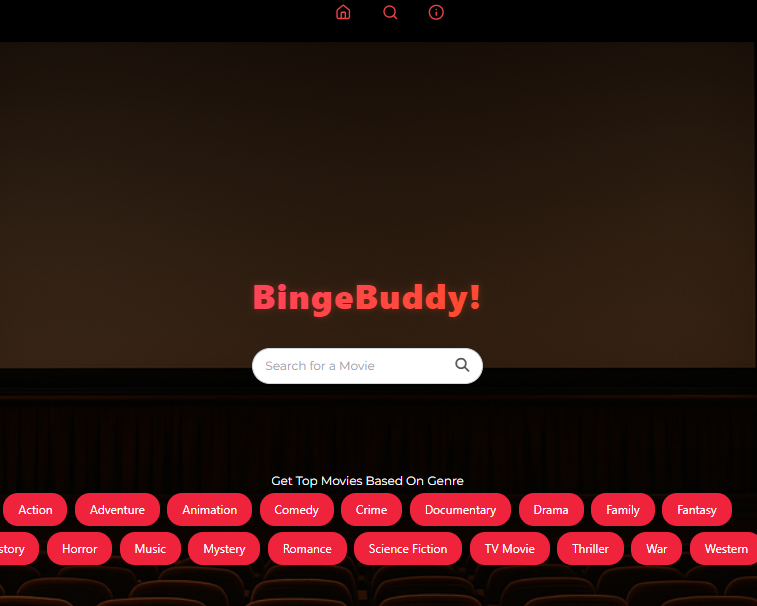 BingeBuddy!
Search for a Movie
Get Top Movies Based On Genre
Action Adventure Animation Comedy Crime Documentary Drama Family Fantasy
story Horror Music Mystery Romance Science Fiction TV Movie Thriller War Western